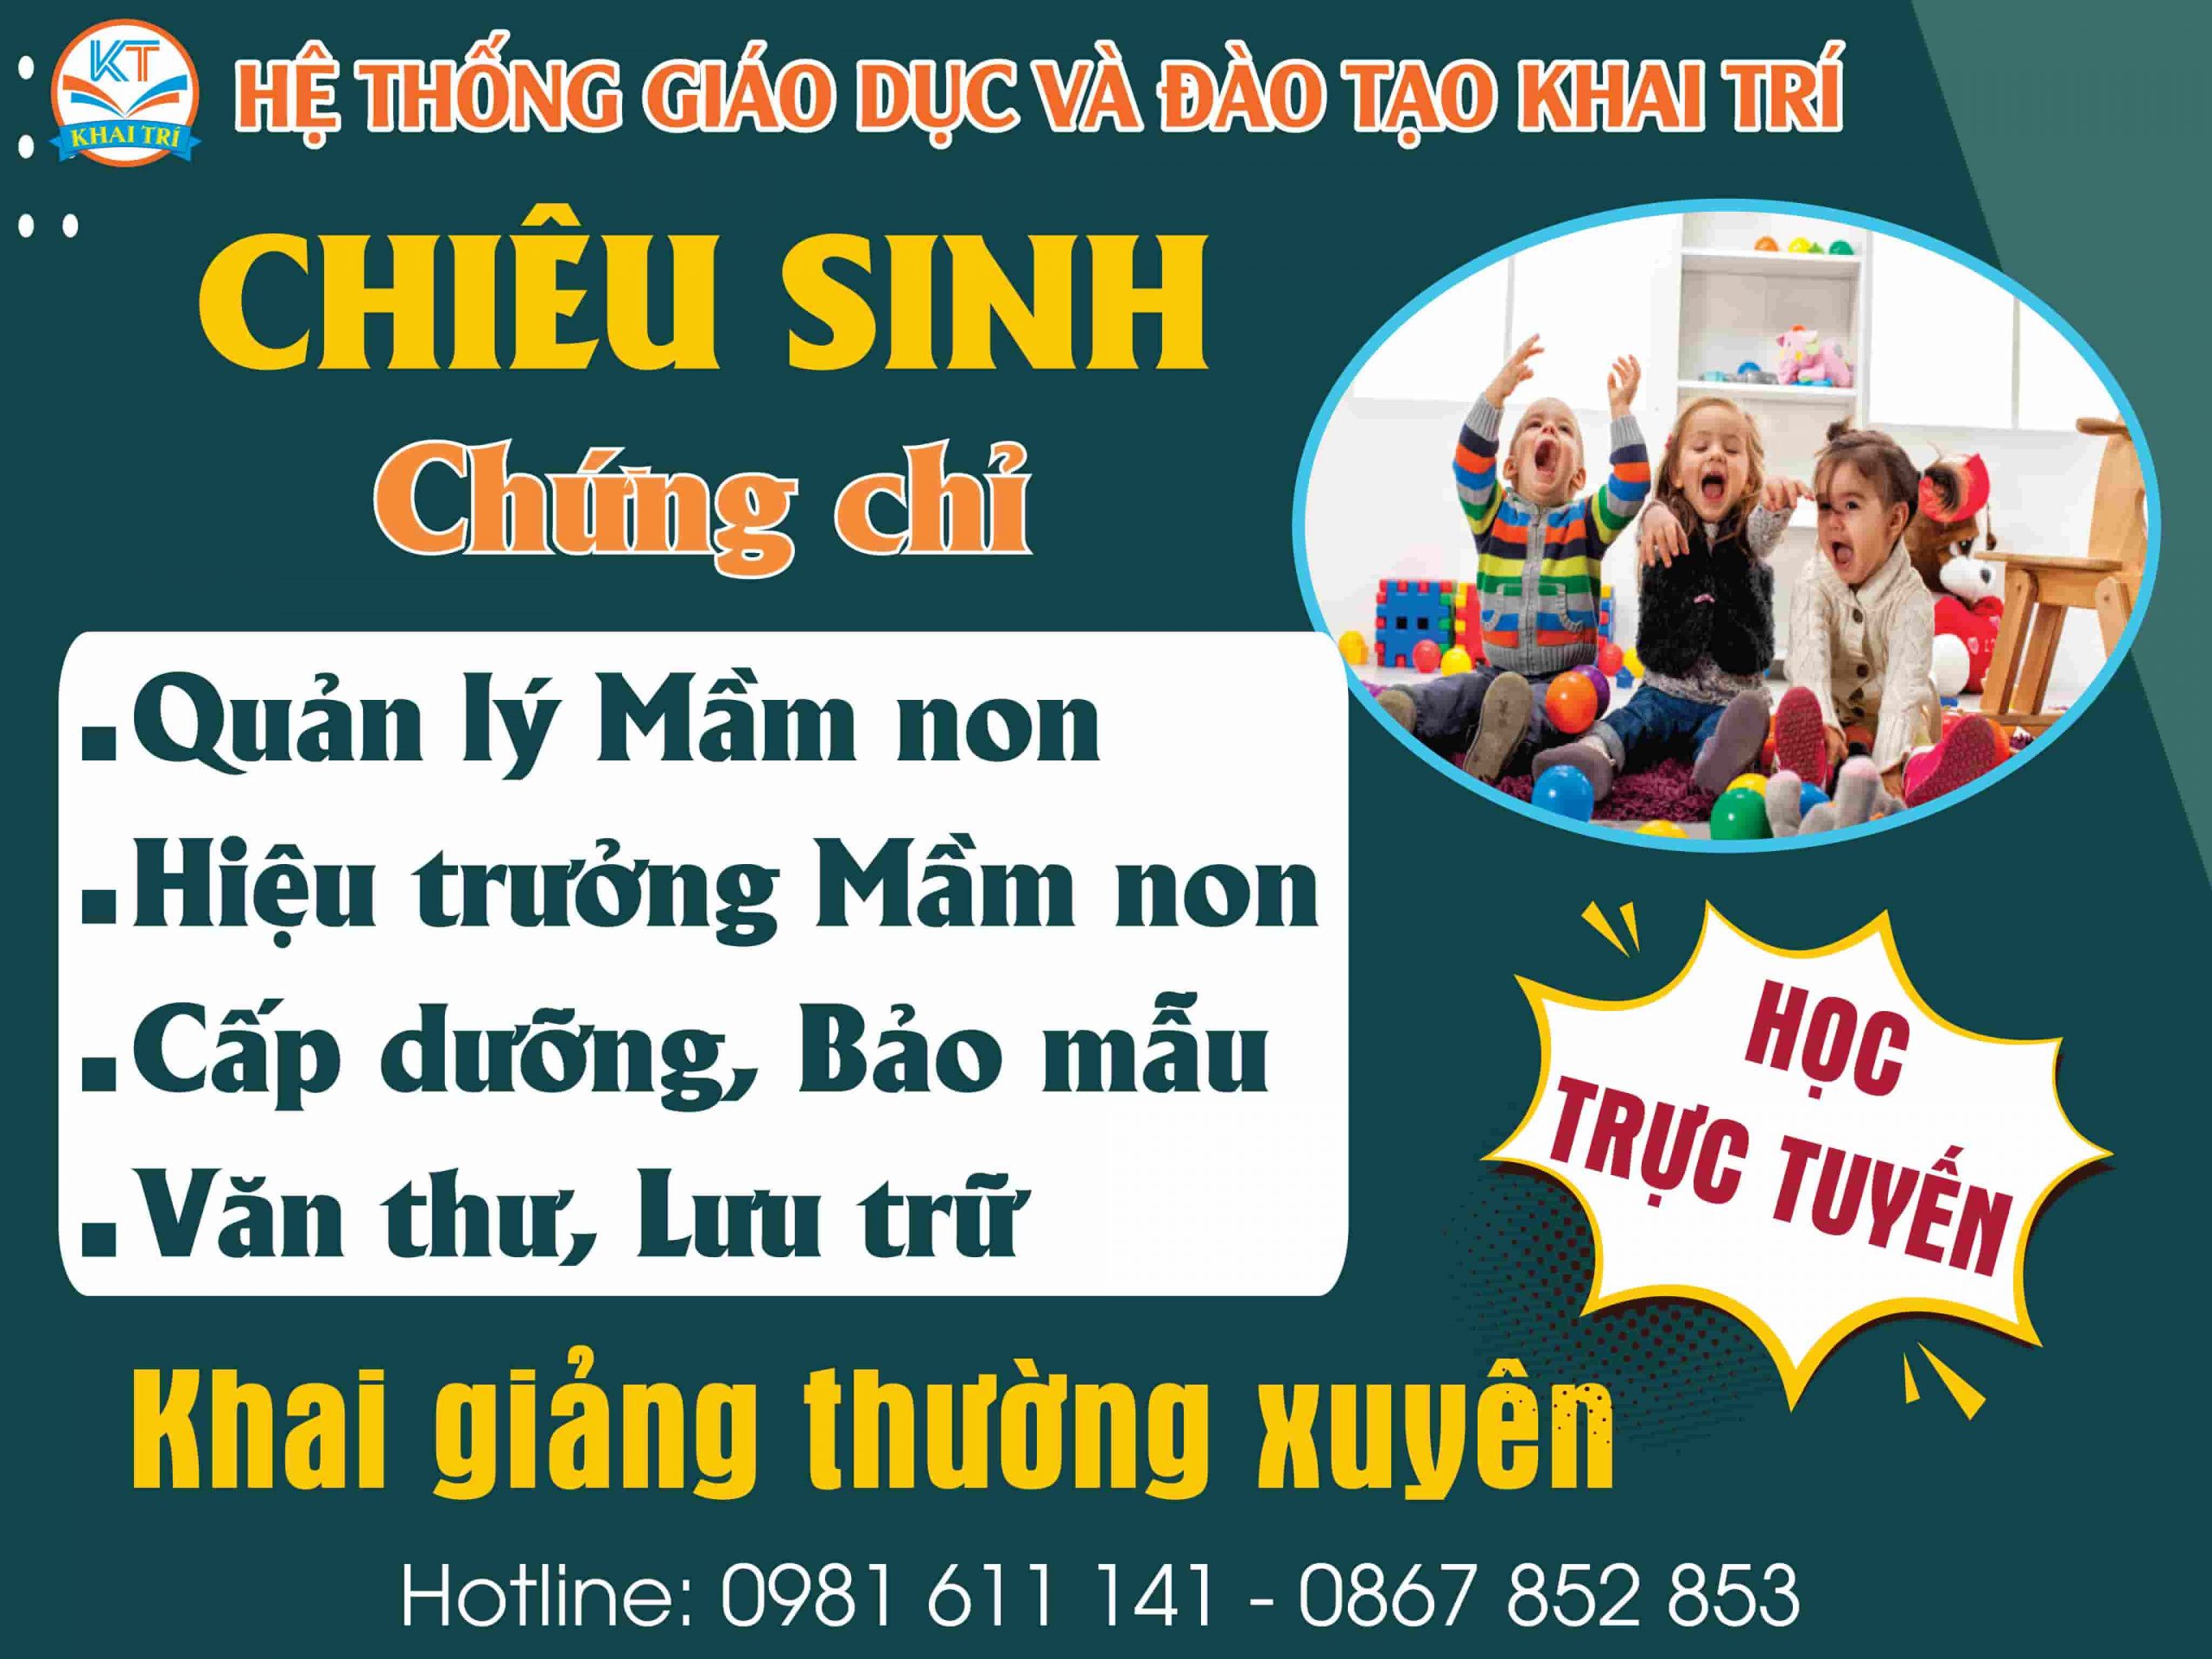 KT
KHAI TRÍ
HỆ THỐNG GIÁO DỤC VÀ ĐÀO TẠO KHAI TRÍ
CHIÊU SINH
Chứng chỉ
Quản lý Mầm non
Hiệu trưởng Mầm non
Cấp dưỡng, Bảo mẫu
Văn thư, Lưu trữ
HỌC
TRỰC TUYẾN
Khai giảng thường xuyên
Hotline: 0981 611 141 - 0867 852 853